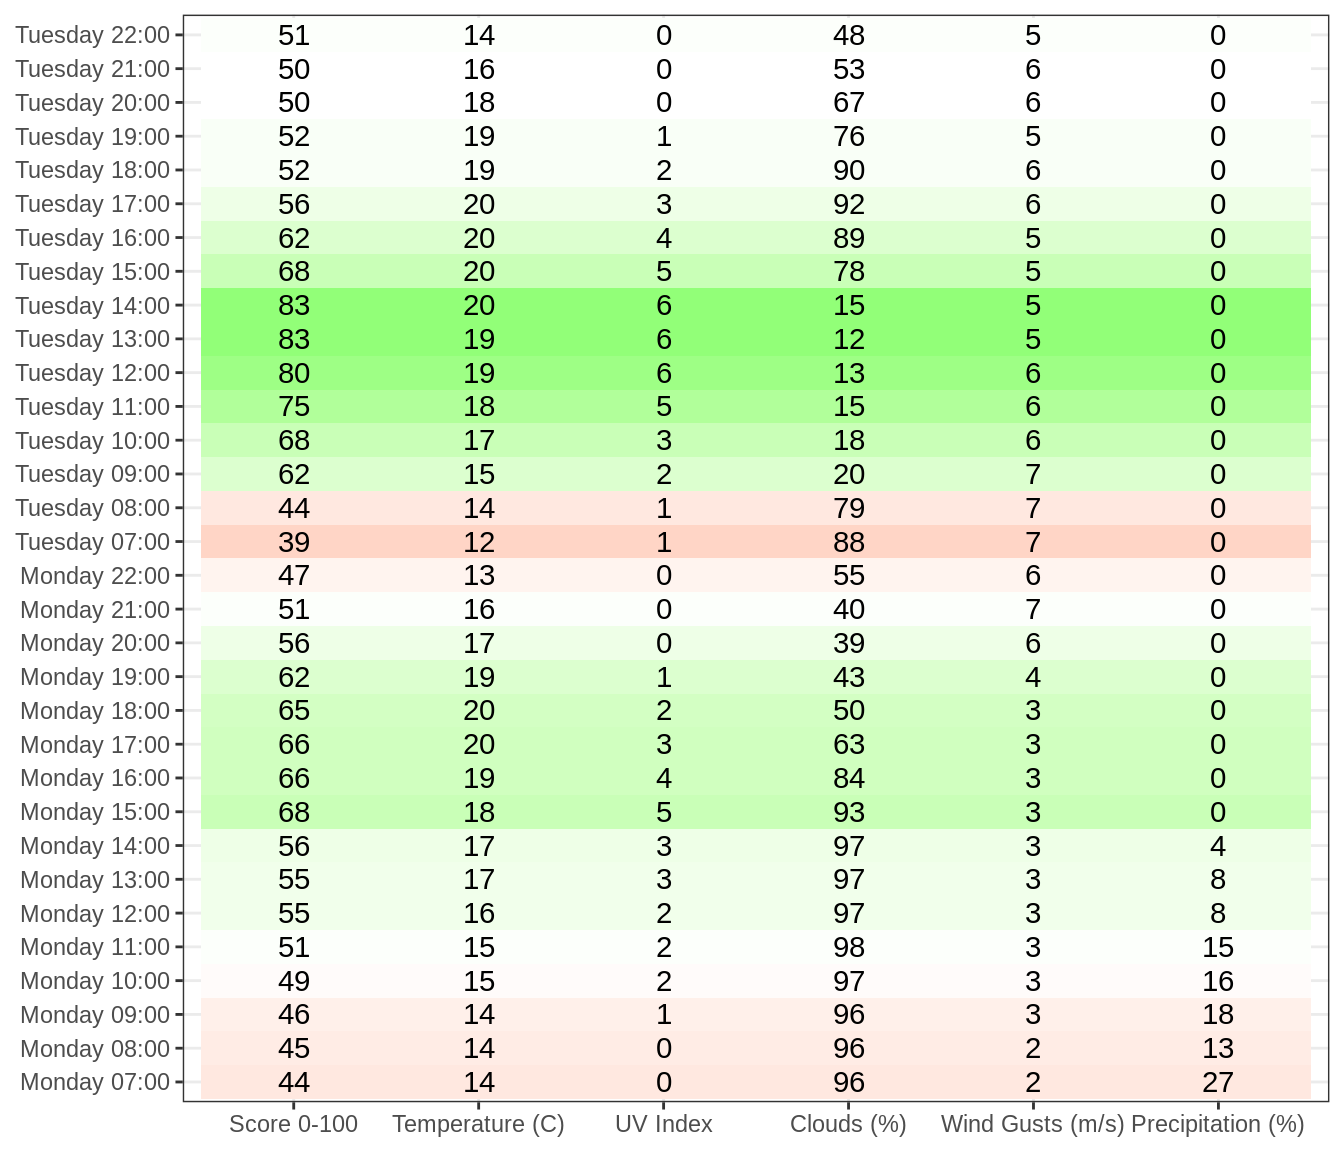 Tuesday 22:00 51 14 0 48 5 0
Tuesday 21:00 50 16 0 53 6 0
Tuesday 20:00 50 18 0 67 6 0
Tuesday 19:00 52 19 1 76 5 0
Tuesday 18:00 52 19 2 90 6 0
Tuesday 17:00 56 20 3 92 6 0
Tuesday 16:00 62 20 4 89 5 0
Tuesday 15:00 68 20 5 78 5 0
Tuesday 14:00 83 20 6 15 5 0
Tuesday 13:00 83 19 6 12 5 0
Tuesday 12:00 80 19 6 13 6 0
Tuesday 11:00 75 18 5 15 6 0
Tuesday 10:00 68 17 3 18 6 0
Tuesday 09:00 62 15 2 20 7 0
Tuesday 08:00 44 14 1 79 7 0
Tuesday 07:00 39 12 1 88 7 0
Monday 22:00 47 13 0 55 6 0
Monday 21:00 51 16 0 40 7 0
Monday 20:00 56 17 0 39 6 0
Monday 19:00 62 19 1 43 4 0
Monday 18:00 65 20 2 50 3 0
Monday 17:00 66 20 3 63 3 0
Monday 16:00 66 19 4 84 3 0
Monday 15:00 68 18 5 93 3 0
Monday 14:00 56 17 3 97 3 4
Monday 13:00 55 17 3 97 3 8
Monday 12:00 55 16 2 97 3 8
Monday 11:00 51 15 2 98 3 15
Monday 10:00 49 15 2 97 3 16
Monday 09:00 46 14 1 96 3 18
Monday 08:00 45 14 0 96 2 13
Monday 07:00 44 14 0 96 2 27
Score 0-100 Temperature (C) UV Index Clouds (%) Wind Gusts (m/s) Precipitation (%)